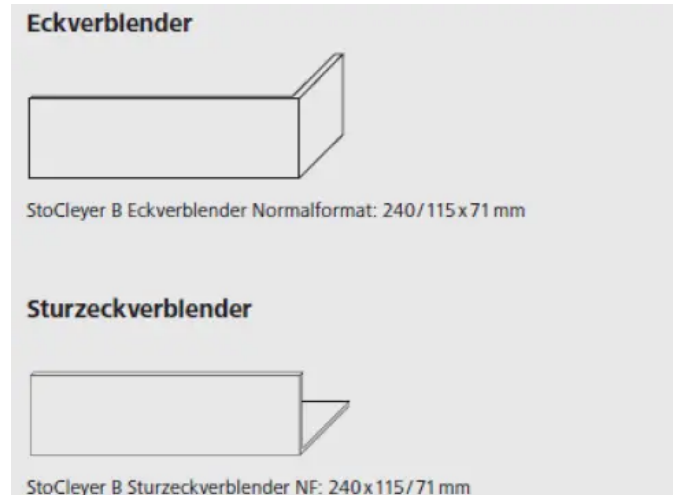 Eckverblender
StoCleyer B Eckverblender Normalformat: 240/115x71 mm
Sturzeckverblender
StoCleyer B Sturzeckverblender NF: 240x115/71 mm